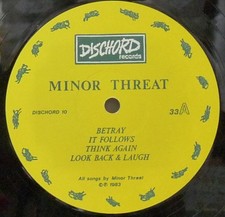 DISCHORD
records
MINOR THREAT
DISCHORD 10
33A
BETRAY
IT FOLLOWS
THINK AGAIN
LOOK BACK & LAUGH
All songs by Minor Threat
©℗ 1983